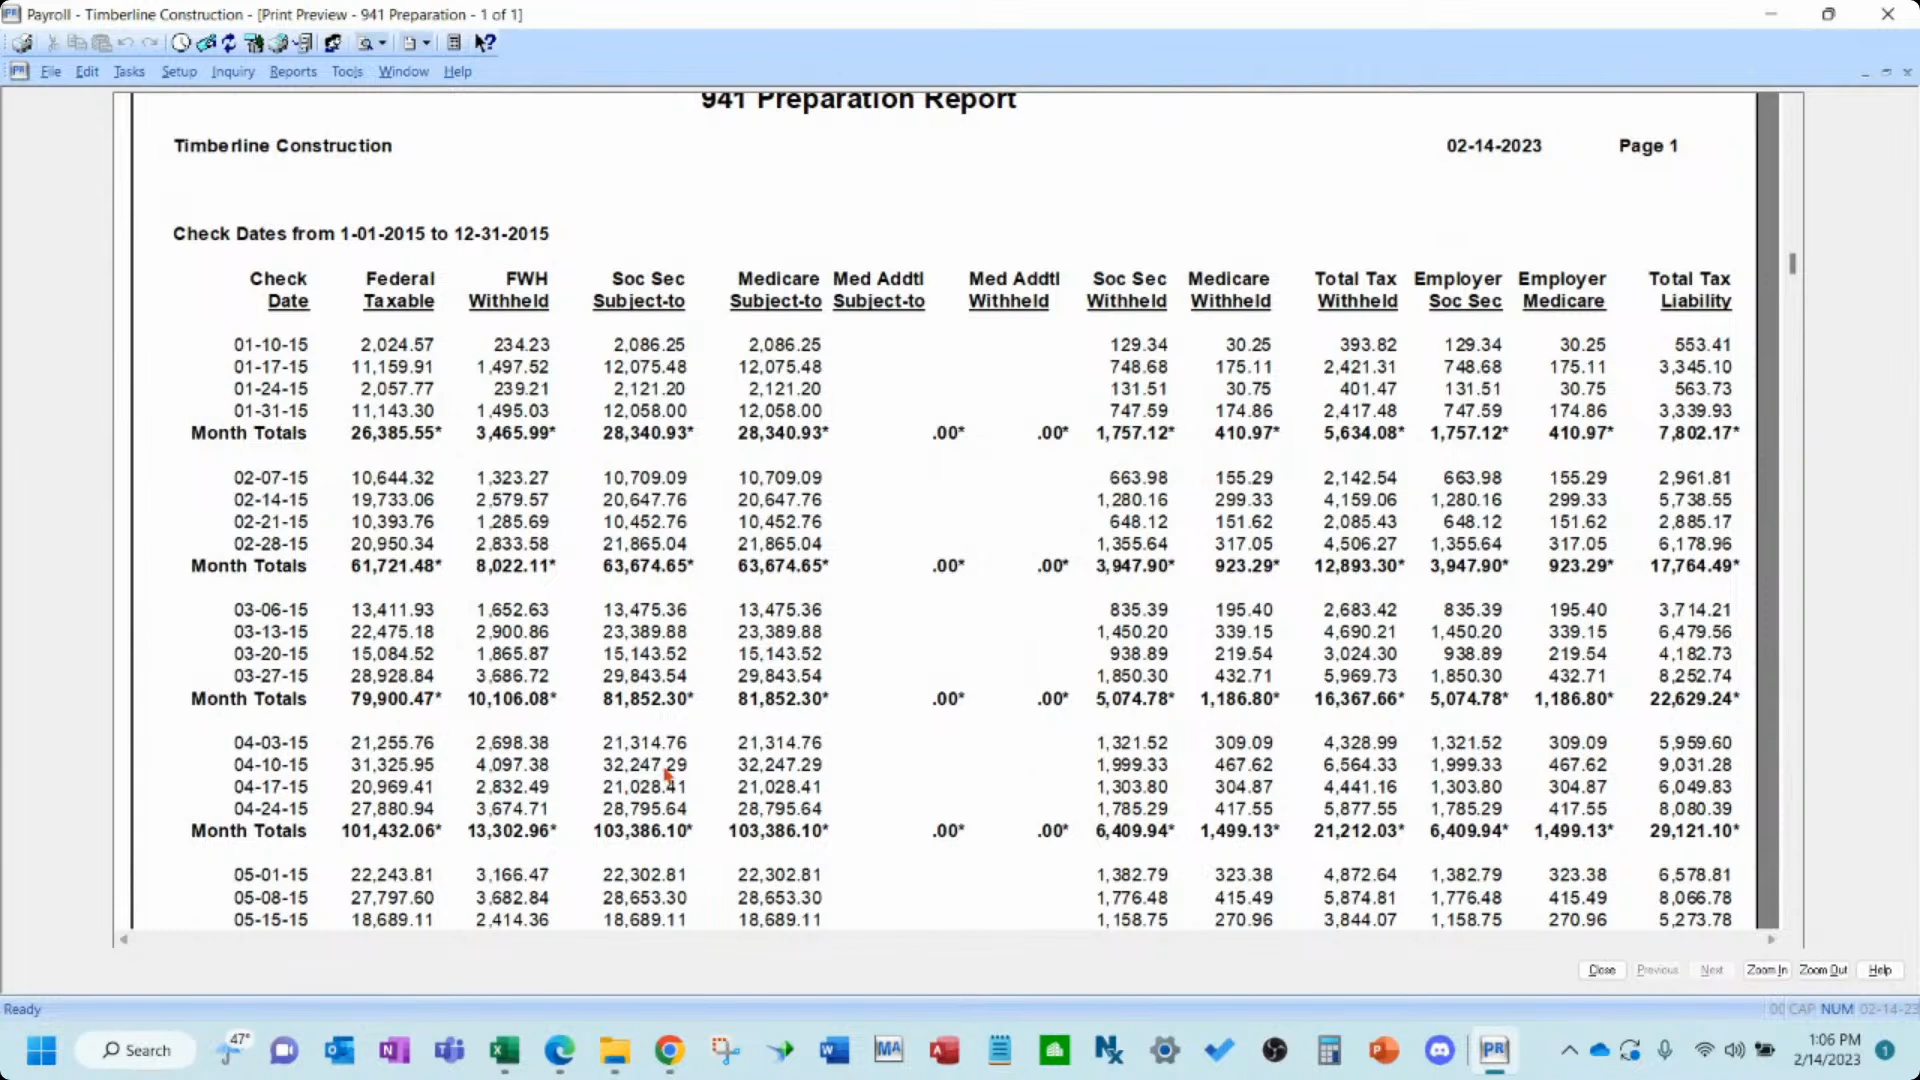 Payroll - Timberline Construction - [Print Preview - 941 Preparation - 1 of 1]
File Edit Tasks Setup Inquiry Reports Tools Window Help
941 Preparation Report
Timberline Construction 02-14-2023 Page 1
Check Dates from 1-01-2015 to 12-31-2015
Check Federal FWH Soc Sec Medicare Med Addtl Med Addtl Soc Sec Medicare Total Tax Employer Employer Total Tax
Date Taxable Withheld Subject-to Subject-to Subject-to Withheld Withheld Withheld Withheld Soc Sec Medicare Liability
01-10-15 2,024.57 234.23 2,086.25 2,086.25 129.34 30.25 393.82 129.34 30.25 553.41
01-17-15 11,159.91 1,497.52 12,075.48 12,075.48 748.68 175.11 2,421.31 748.68 175.11 3,345.10
01-24-15 2,057.77 239.21 2,121.20 2,121.20 131.51 30.75 401.47 131.51 30.75 563.73
01-31-15 11,143.30 1,495.03 12,058.00 12,058.00 747.59 174.86 2,417.48 747.59 174.86 3,339.93
Month Totals 26,385.55* 3,465.99* 28,340.93* 28,340.93* .00* .00* 1,757.12* 410.97* 5,634.08* 1,757.12* 410.97* 7,802.17*
02-07-15 10,644.32 1,323.27 10,709.09 10,709.09 663.98 155.29 2,142.54 663.98 155.29 2,961.81
02-14-15 19,733.06 2,579.57 20,647.76 20,647.76 1,280.16 299.33 4,159.06 1,280.16 299.33 5,738.55
02-21-15 10,393.76 1,285.69 10,452.76 10,452.76 648.12 151.62 2,085.43 648.12 151.62 2,885.17
02-28-15 20,950.34 2,833.58 21,865.04 21,865.04 1,355.64 317.05 4,506.27 1,355.64 317.05 6,178.96
Month Totals 61,721.48* 8,022.11* 63,674.65* 63,674.65* .00* .00* 3,947.90* 923.29* 12,893.30* 3,947.90* 923.29* 17,764.49*
03-06-15 13,411.93 1,652.63 13,475.36 13,475.36 835.39 195.40 2,683.42 835.39 195.40 3,714.21
03-13-15 22,475.18 2,900.86 23,389.88 23,389.88 1,450.20 339.15 4,690.21 1,450.20 339.15 6,479.56
03-20-15 15,084.52 1,865.87 15,143.52 15,143.52 938.89 219.54 3,024.30 938.89 219.54 4,182.73
03-27-15 28,928.84 3,686.72 29,843.54 29,843.54 1,850.30 432.71 5,969.73 1,850.30 432.71 8,252.74
Month Totals 79,900.47* 10,106.08* 81,852.30* 81,852.30* .00* .00* 5,074.78* 1,186.80* 16,367.66* 5,074.78* 1,186.80* 22,629.24*
04-03-15 21,255.76 2,698.38 21,314.76 21,314.76 1,321.52 309.09 4,328.99 1,321.52 309.09 5,959.60
04-10-15 31,325.95 4,097.38 32,247.29 32,247.29 1,999.33 467.62 6,564.33 1,999.33 467.62 9,031.28
04-17-15 20,969.41 2,832.49 21,028.41 21,028.41 1,303.80 304.87 4,441.16 1,303.80 304.87 6,049.83
04-24-15 27,880.94 3,674.71 28,795.64 28,795.64 1,785.29 417.55 5,877.55 1,785.29 417.55 8,080.39
Month Totals 101,432.06* 13,302.96* 103,386.10* 103,386.10* .00* .00* 6,409.94* 1,499.13* 21,212.03* 6,409.94* 1,499.13* 29,121.10*
05-01-15 22,243.81 3,166.47 22,302.81 22,302.81 1,382.79 323.38 4,872.64 1,382.79 323.38 6,578.81
05-08-15 27,797.60 3,682.84 28,653.30 28,653.30 1,776.48 415.49 5,874.81 1,776.48 415.49 8,066.78
05-15-15 18,689.11 2,414.36 18,689.11 18,689.11 1,158.75 270.96 3,844.07 1,158.75 270.96 5,273.78
Close Previous Next Zoom In Zoom Out Help
Ready CAP NUM 02-14-23
Search 47° 1:06 PM
2/14/2023 1